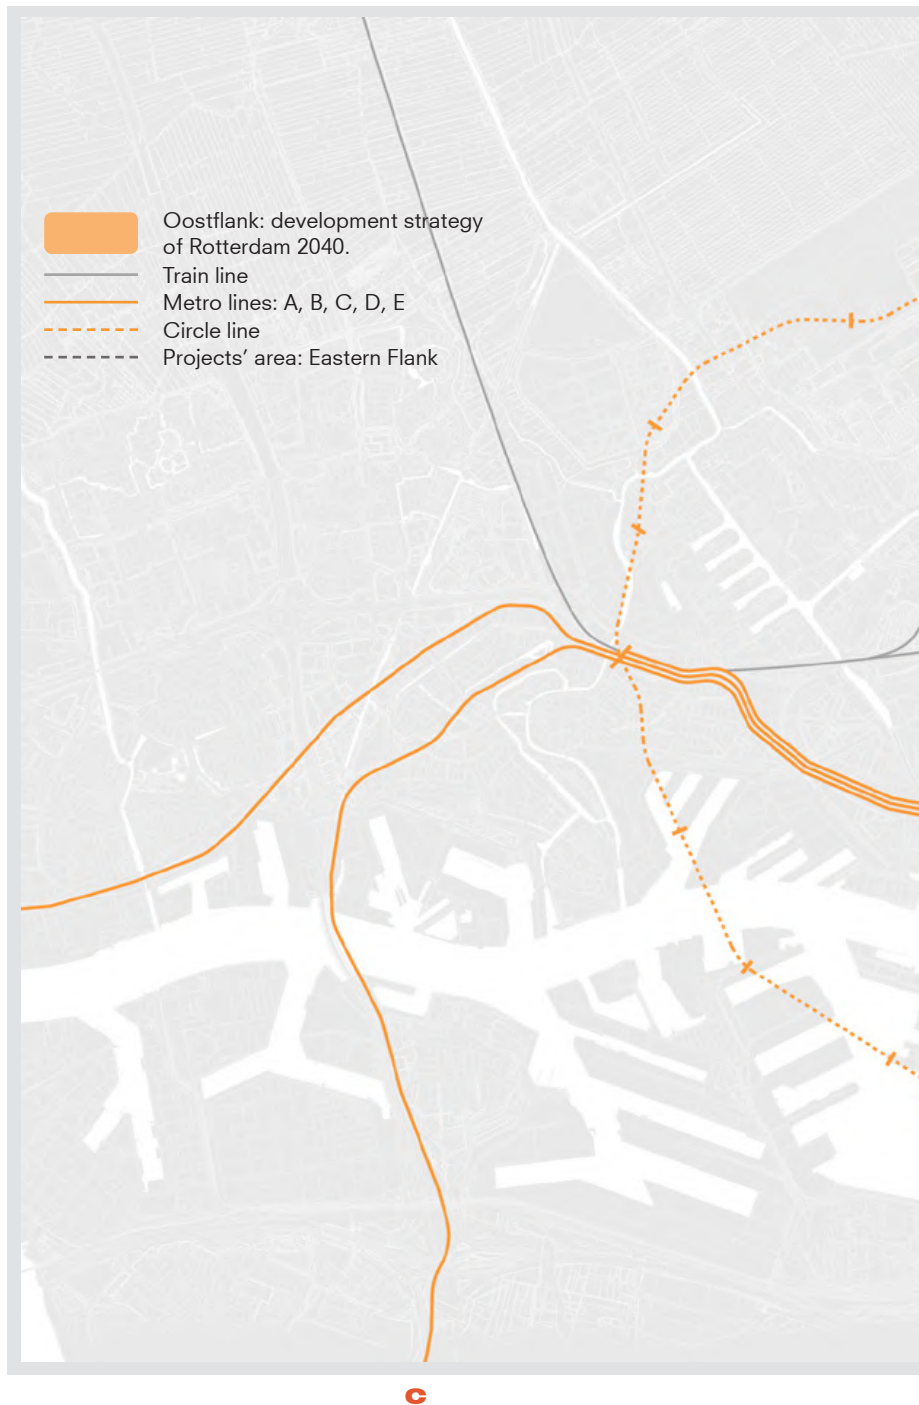 Oostflank: development strategy
of Rotterdam 2040.
Train line
Metro lines: A, B, C, D, E
Circle line
Projects’ area: Eastern Flank
C